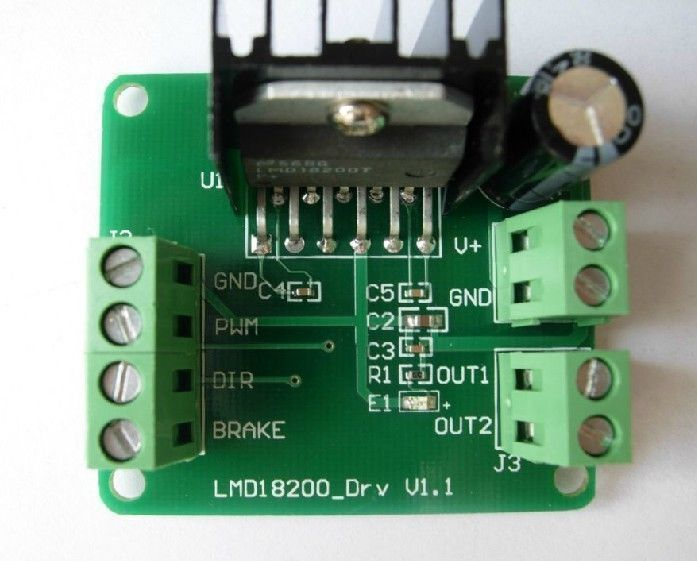 5680
LMD18200T
P+
U1
V+
GND
C4
C5
GND
PWM
C2
C3
DIR
R1
OUT1
E1
+
BRAKE
OUT2
J3
LMD18200_Drv V1.1